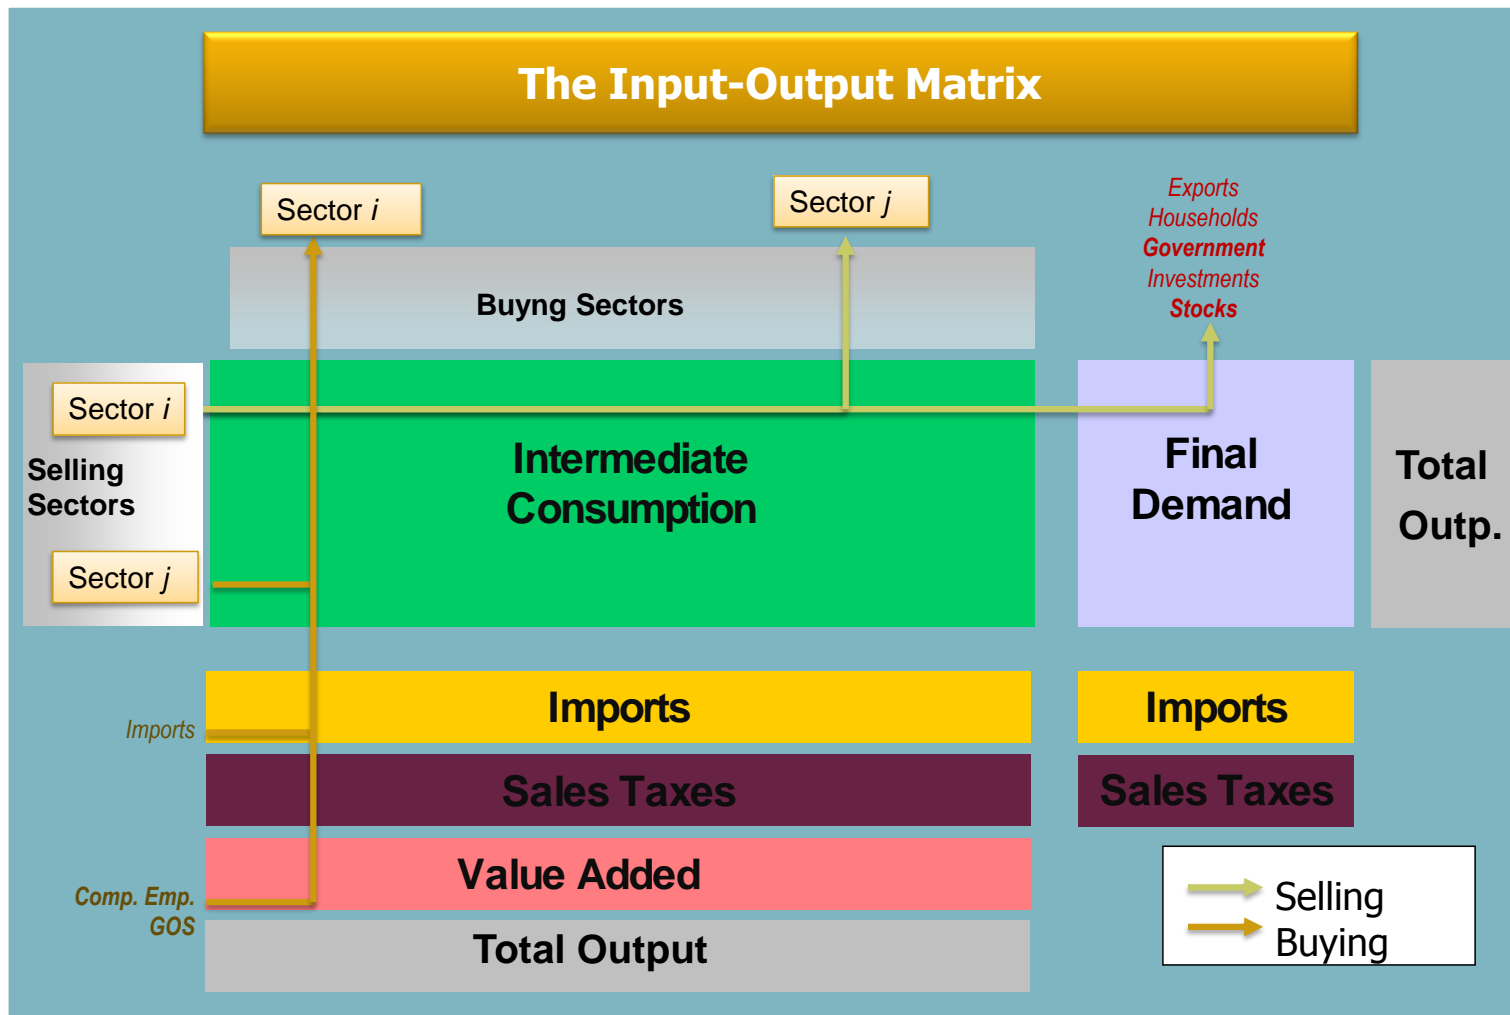 The Input-Output Matrix
Sector i
Sector j
Exports
Households
Government
Investments
Stocks
Buyng Sectors
Sector i
Selling
Sectors
Sector j
Intermediate
Consumption
Final
Demand
Total
Outp.
Imports
Imports
Imports
Sales Taxes
Sales Taxes
Comp. Emp.
GOS
Value Added
Total Output
Selling
Buying